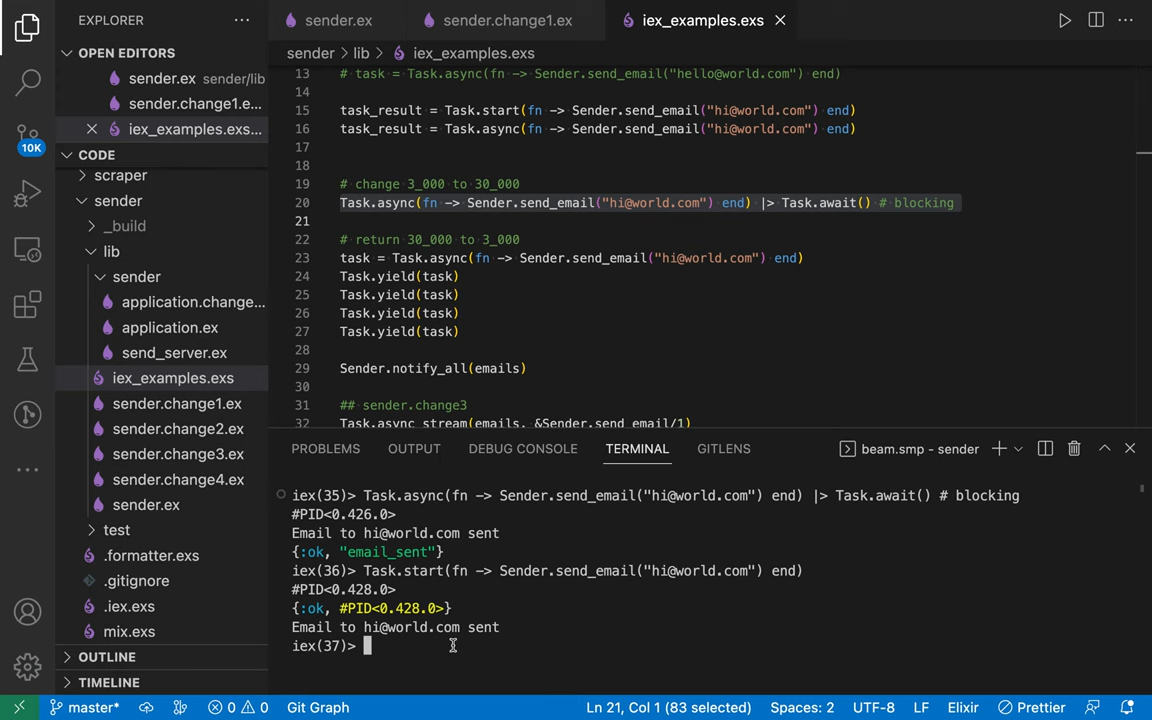 EXPLORER
sender.ex
sender.change1.ex
iex_examples.exs
OPEN EDITORS
sender.ex sender/lib
sender.change1.e...
iex_examples.exs...
10K
CODE
scraper
sender
_build
lib
sender
application.change...
application.ex
send_server.ex
iex_examples.exs
sender.change1.ex
sender.change2.ex
sender.change3.ex
sender.change4.ex
sender.ex
test
.formatter.exs
.gitignore
.iex.exs
mix.exs
OUTLINE
TIMELINE
sender > lib > iex_examples.exs
13 # task = Task.async(fn -> Sender.send_email("hello@world.com") end)
14
15 task_result = Task.start(fn -> Sender.send_email("hi@world.com") end)
16 task_result = Task.async(fn -> Sender.send_email("hi@world.com") end)
17
18
19 # change 3_000 to 30_000
20 Task.async(fn -> Sender.send_email("hi@world.com") end) |> Task.await() # blocking
21
22 # return 30_000 to 3_000
23 task = Task.async(fn -> Sender.send_email("hi@world.com") end)
24 Task.yield(task)
25 Task.yield(task)
26 Task.yield(task)
27 Task.yield(task)
28
29 Sender.notify_all(emails)
30
31 ## sender.change3
32 Task.async_stream(emails, &Sender.send_email/1)
PROBLEMS OUTPUT DEBUG CONSOLE TERMINAL GITLENS beam.smp - sender
iex(35)> Task.async(fn -> Sender.send_email("hi@world.com") end) |> Task.await() # blocking
#PID<0.426.0>
Email to hi@world.com sent
{:ok, "email_sent"}
iex(36)> Task.start(fn -> Sender.send_email("hi@world.com") end)
#PID<0.428.0>
{:ok, #PID<0.428.0>}
Email to hi@world.com sent
iex(37)>
master* 0 0 Git Graph Ln 21, Col 1 (83 selected) Spaces: 2 UTF-8 LF Elixir Prettier